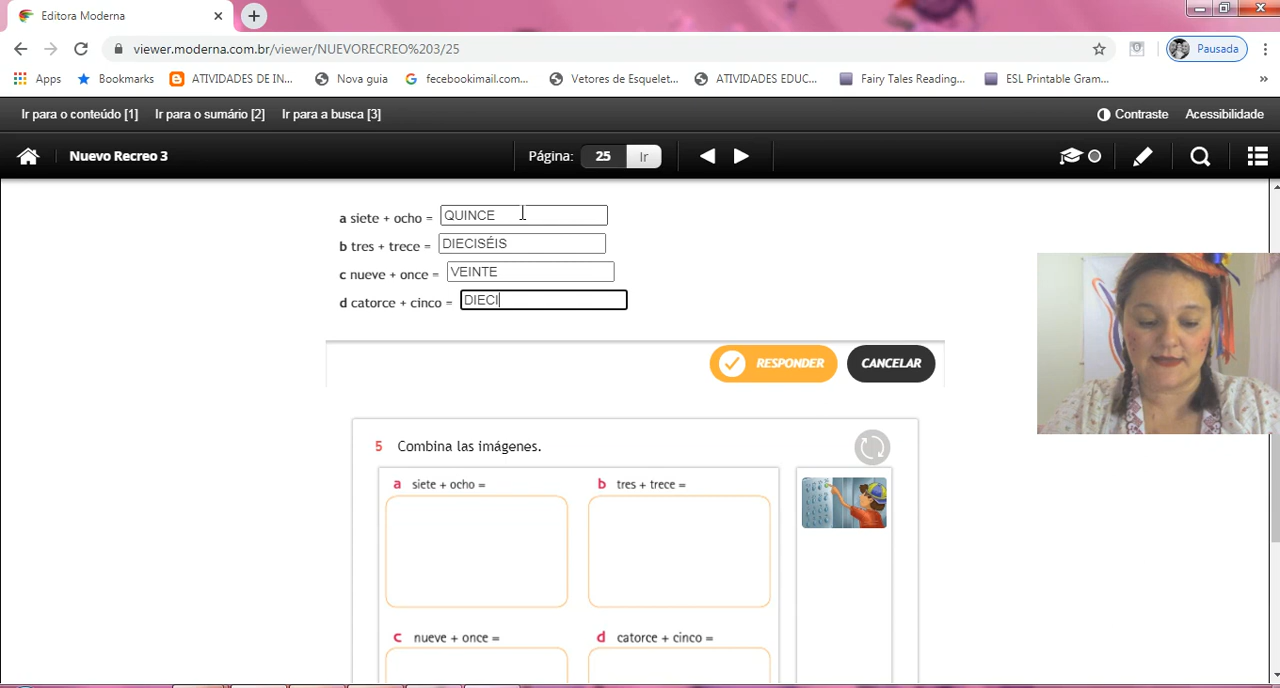 Editora Moderna
viewer.moderna.com.br/viewer/NUEVORECREO%203/25
Pausada
Apps Bookmarks ATIVIDADES DE IN... Nova guia fecebookimail.com... Vetores de Esquelet... ATIVIDADES EDUC... Fairy Tales Reading... ESL Printable Gram... »
Ir para o conteúdo [1] Ir para o sumário [2] Ir para a busca [3] Contraste Acessibilidade
Nuevo Recreo 3 Página: 25 Ir
a siete + ocho = QUINCE
b tres + trece = DIECISÉIS
c nueve + once = VEINTE
d catorce + cinco = DIECI
RESPONDER CANCELAR
5 Combina las imágenes.
a siete + ocho = b tres + trece =
c nueve + once = d catorce + cinco =